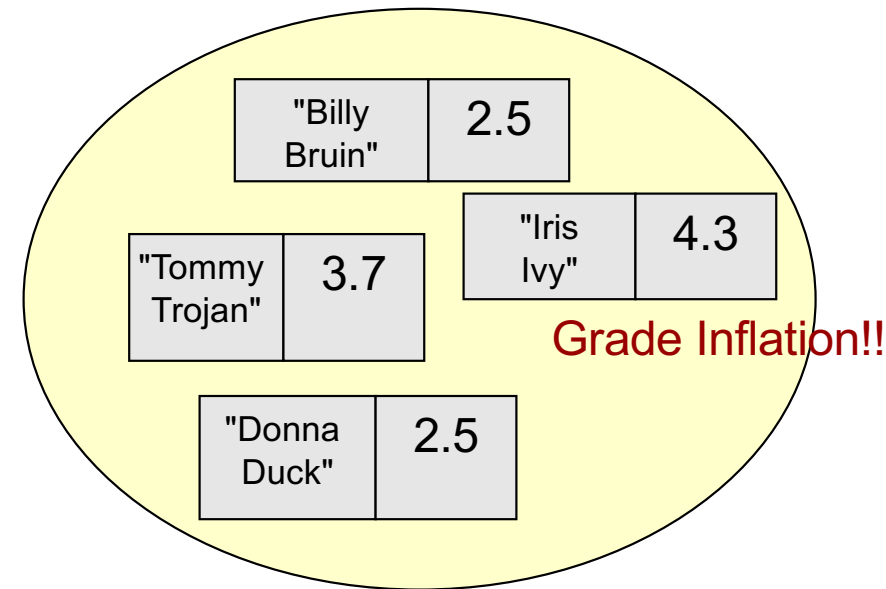 "Billy
Bruin"
2.5
"Iris
Ivy"
4.3
"Tommy
Trojan"
3.7
Grade Inflation!!
"Donna
Duck"
2.5